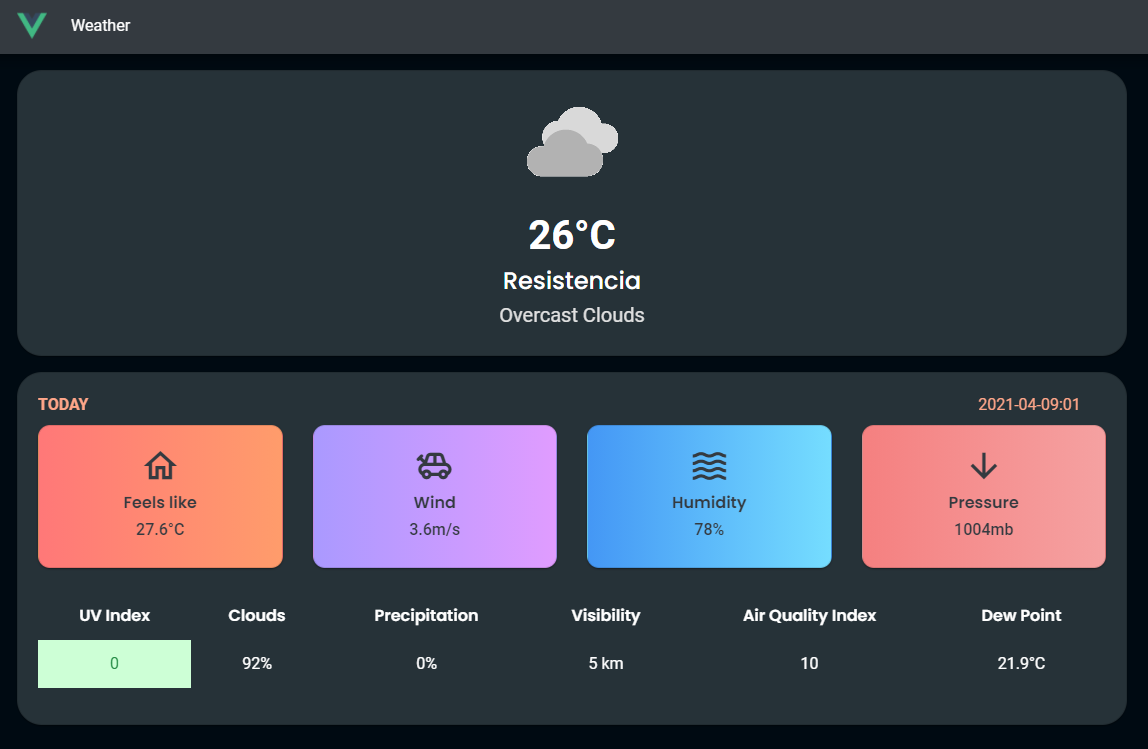 Weather
26°C
Resistencia
Overcast Clouds
TODAY 2021-04-09:01
Feels like Wind Humidity Pressure
27.6°C 3.6m/s 78% 1004mb
UV Index Clouds Precipitation Visibility Air Quality Index Dew Point
0 92% 0% 5 km 10 21.9°C